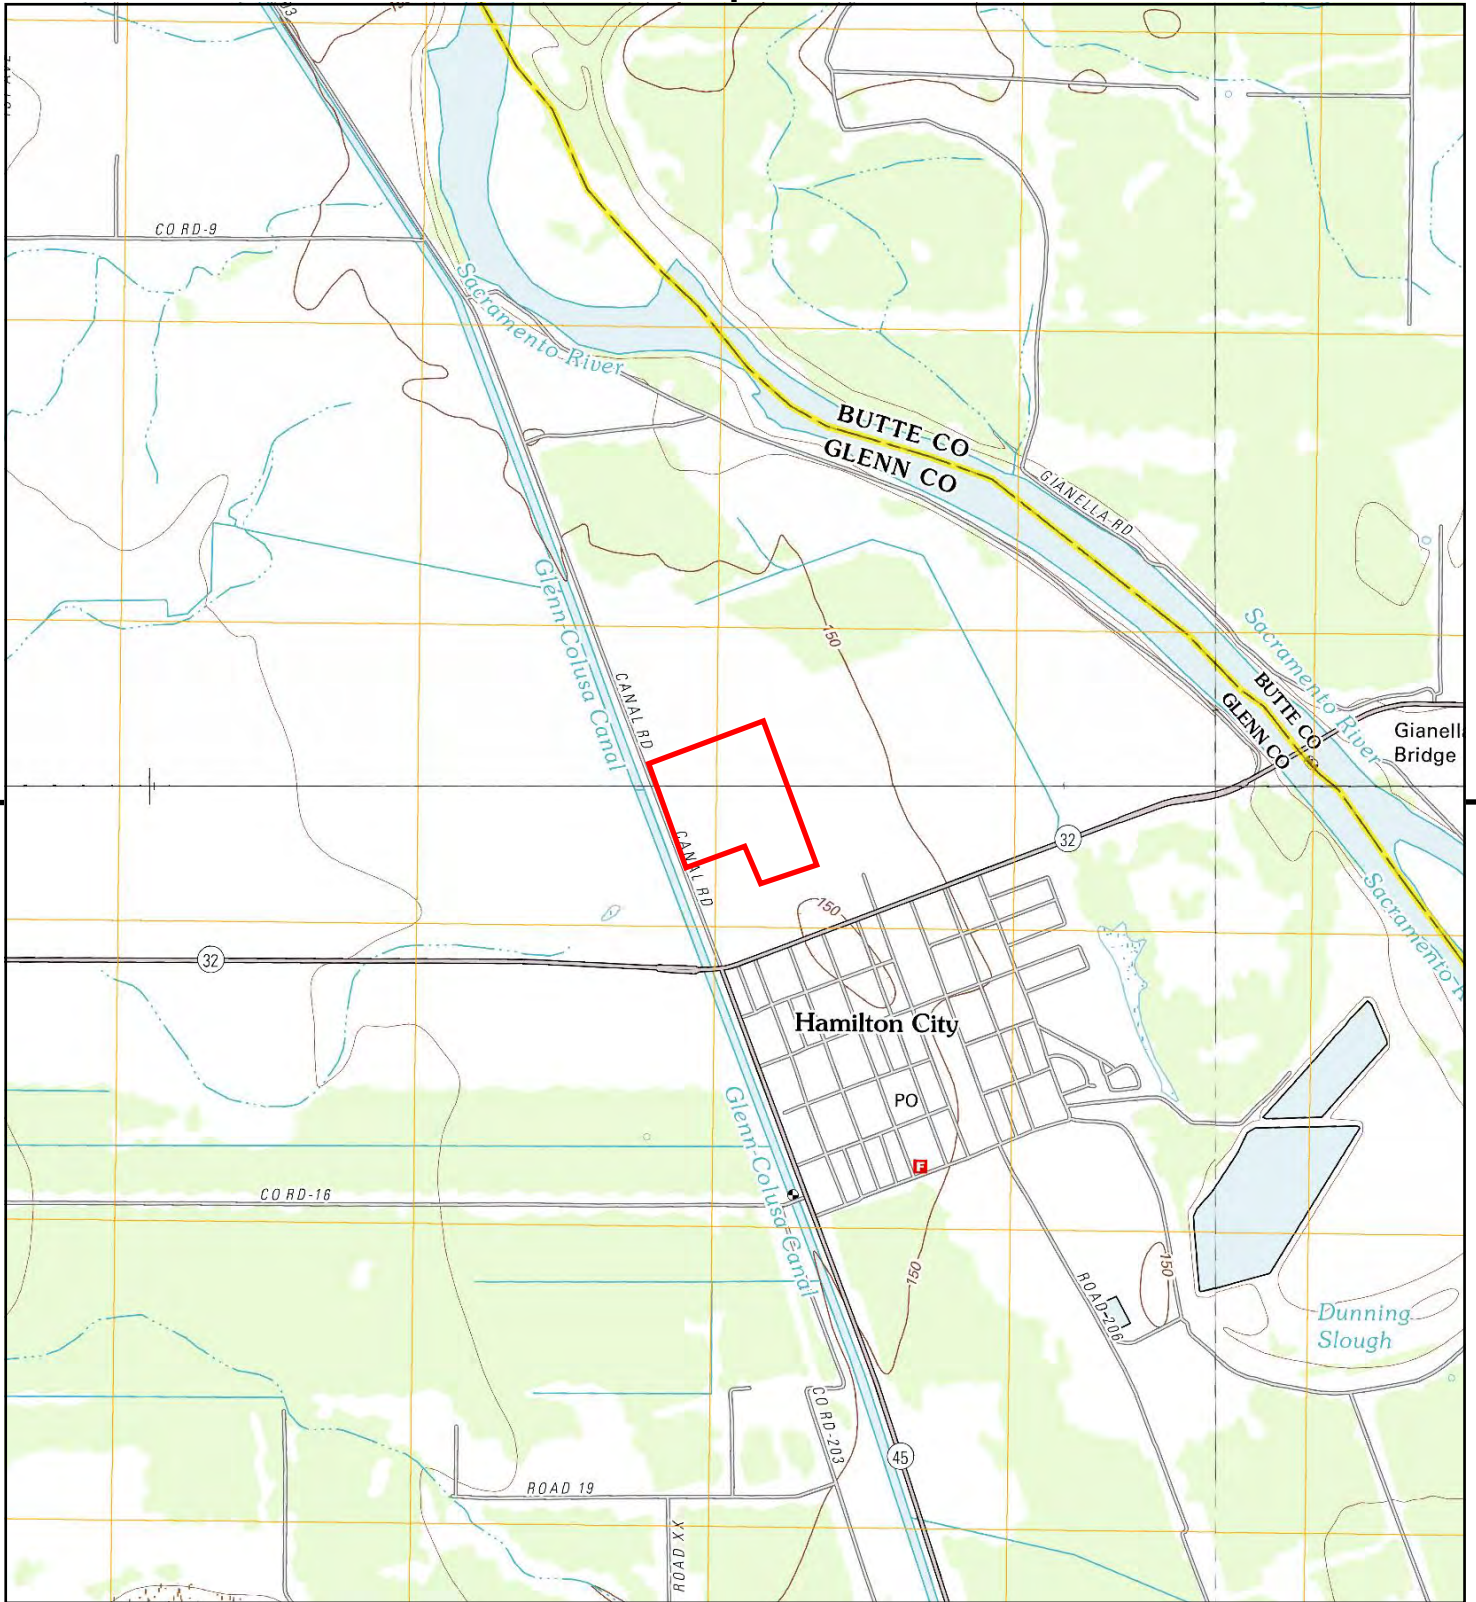 CO RD-9
Sacramento River
BUTTE CO
GLENN CO
GIANELLA RD
Glenn-Colusa Canal
CANAL RD
150
Sacramento River
BUTTE CO
GLENN CO
Gianell
Bridge
CANAL RD
32
150
32
Sacramento R
Hamilton City
PO
Glenn-Colusa Canal
F
CO RD-16
150
150
ROAD-206
Dunning
Slough
CO RD-203
45
ROAD 19
ROAD XX